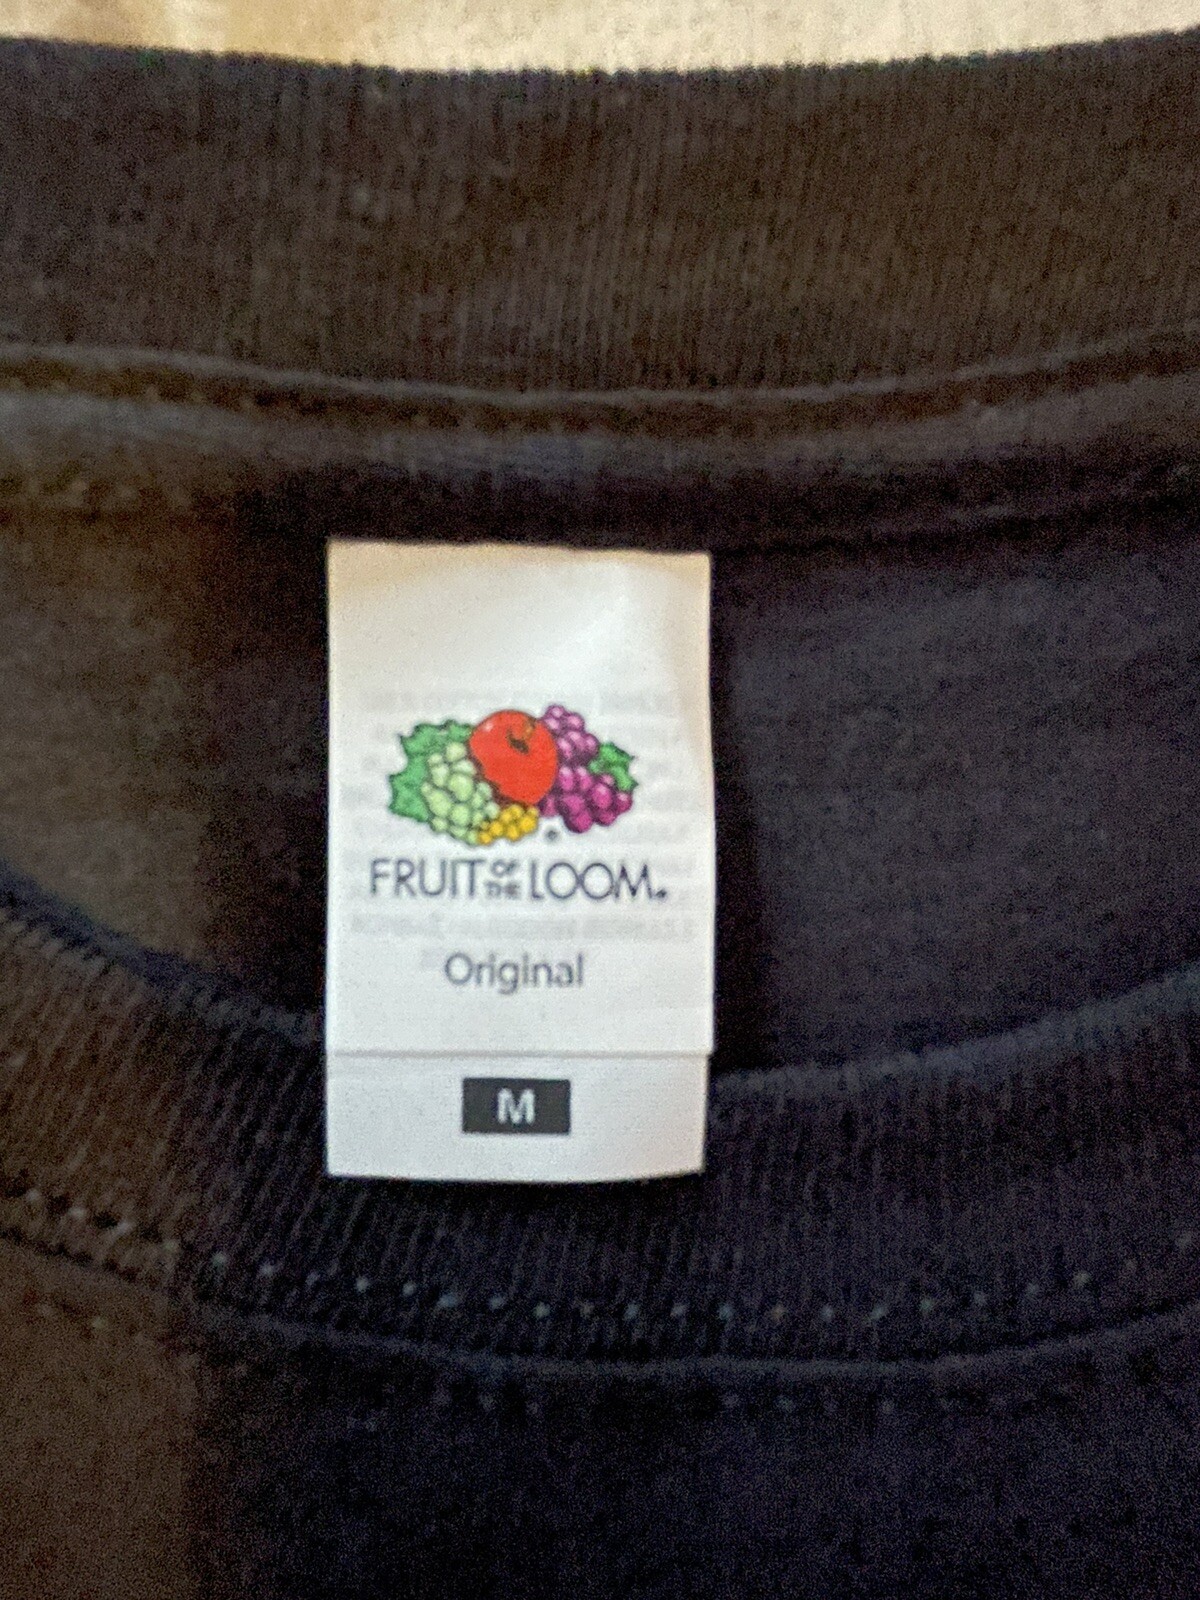 FRUIT OF THE LOOM®
Original
M